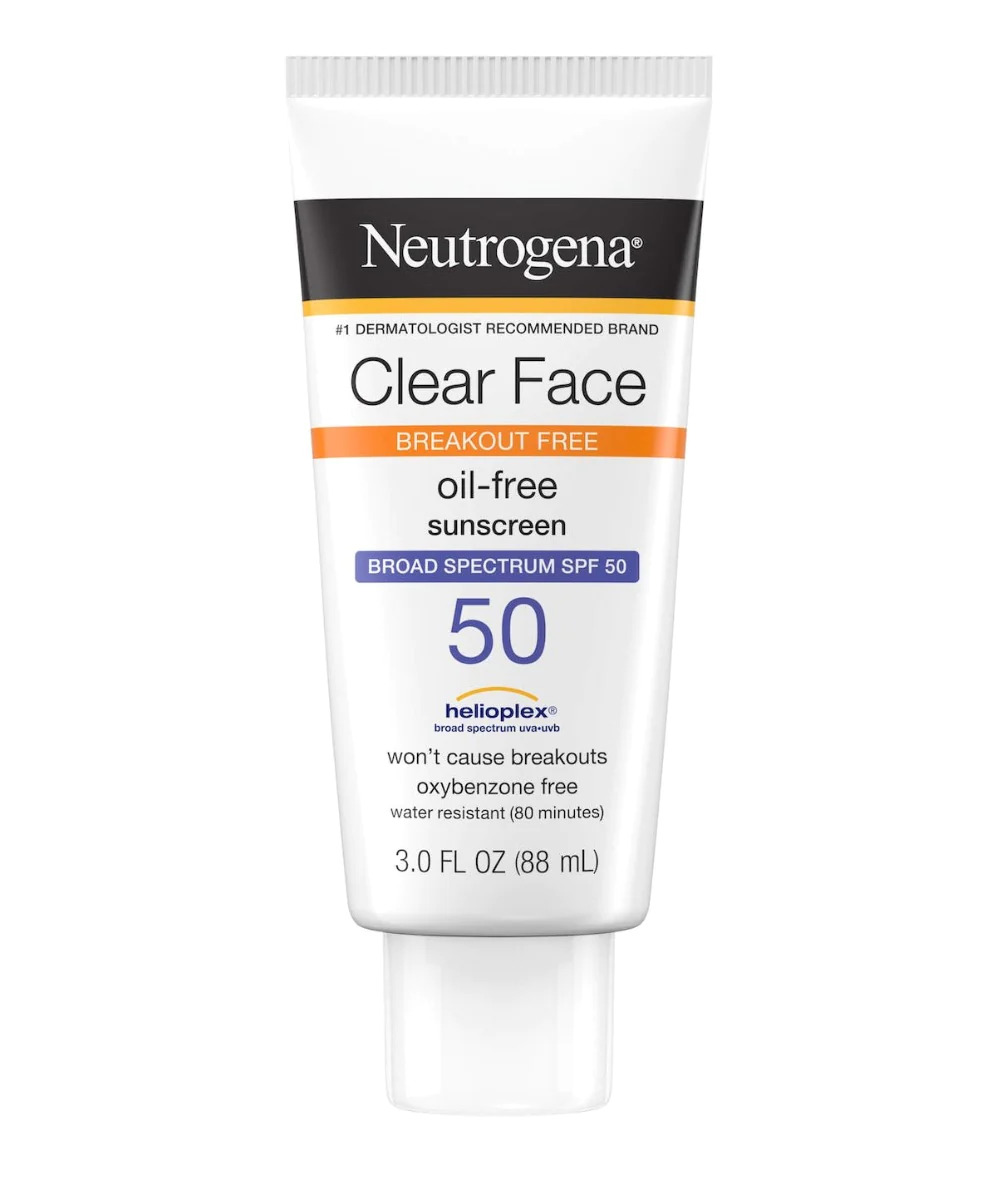 Neutrogena®
#1 DERMATOLOGIST RECOMMENDED BRAND
Clear Face
BREAKOUT FREE
oil-free
sunscreen
BROAD SPECTRUM SPF 50
50
helioplex®
broad spectrum uva•uvb
won't cause breakouts
oxybenzone free
water resistant (80 minutes)
3.0 FL OZ (88 mL)